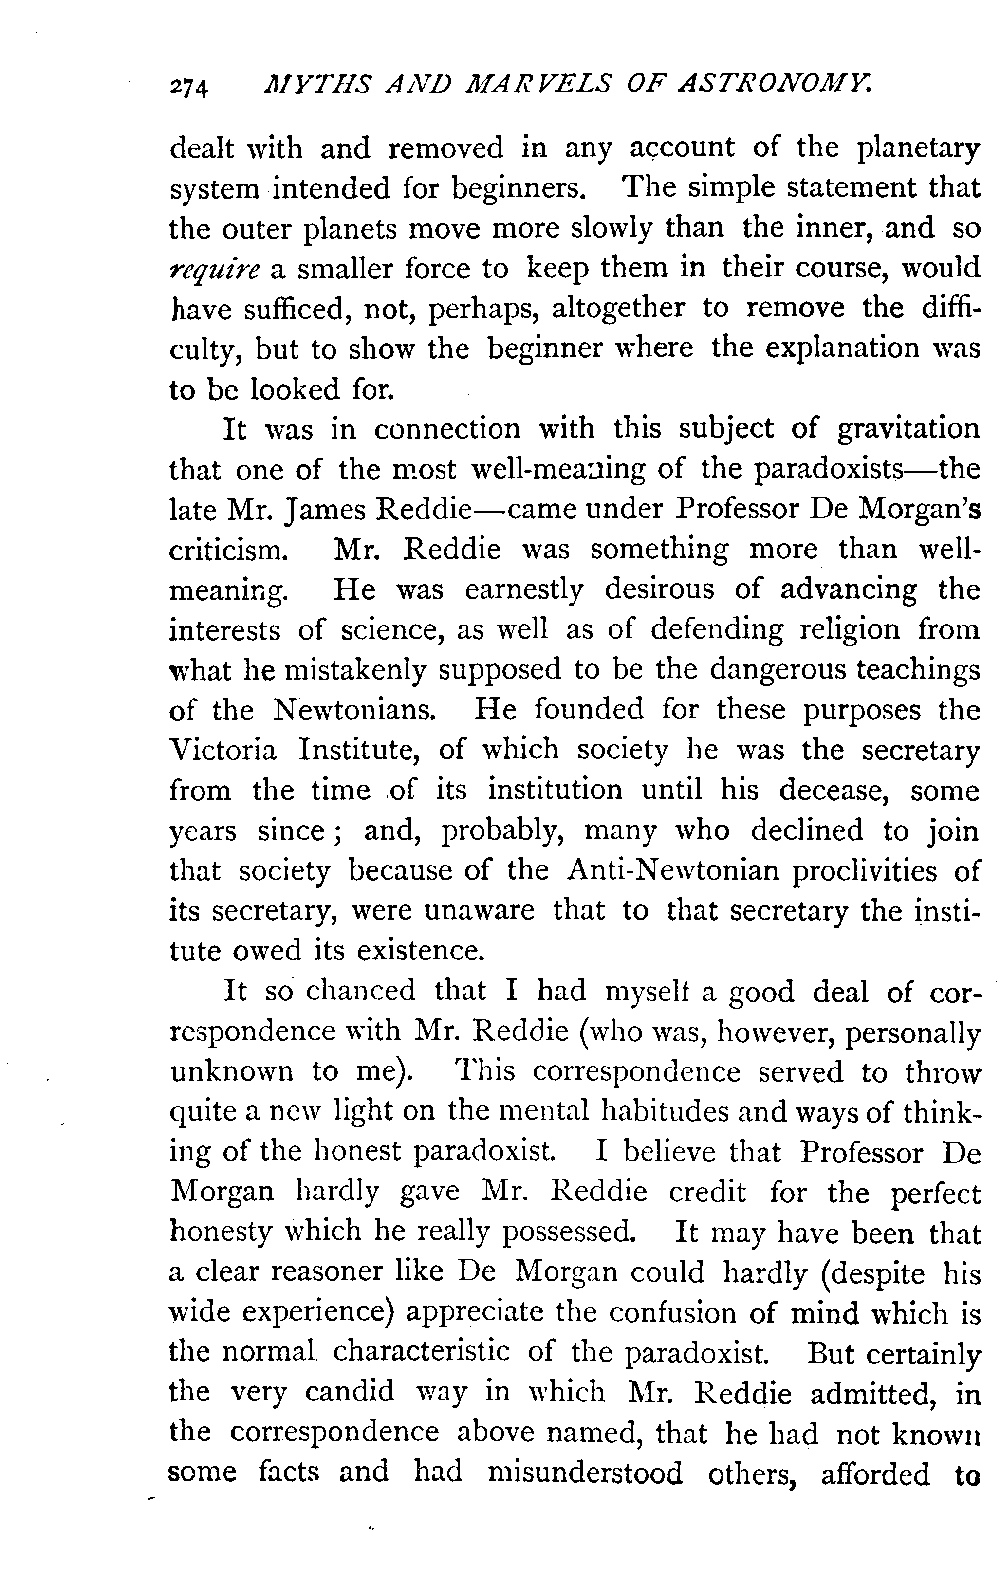 274 MYTHS AND MARVELS OF ASTRONOMY.
dealt with and removed in any account of the planetary
system intended for beginners. The simple statement that
the outer planets move more slowly than the inner, and so
require a smaller force to keep them in their course, would
have sufficed, not, perhaps, altogether to remove the diffi-
culty, but to show the beginner where the explanation was
to be looked for.
It was in connection with this subject of gravitation
that one of the most well-meaning of the paradoxists—the
late Mr. James Reddie—came under Professor De Morgan's
criticism. Mr. Reddie was something more than well-
meaning. He was earnestly desirous of advancing the
interests of science, as well as of defending religion from
what he mistakenly supposed to be the dangerous teachings
of the Newtonians. He founded for these purposes the
Victoria Institute, of which society he was the secretary
from the time of its institution until his decease, some
years since; and, probably, many who declined to join
that society because of the Anti-Newtonian proclivities of
its secretary, were unaware that to that secretary the insti-
tute owed its existence.
It so chanced that I had myself a good deal of cor-
respondence with Mr. Reddie (who was, however, personally
unknown to me). This correspondence served to throw
quite a new light on the mental habitudes and ways of think-
ing of the honest paradoxist. I believe that Professor De
Morgan hardly gave Mr. Reddie credit for the perfect
honesty which he really possessed. It may have been that
a clear reasoner like De Morgan could hardly (despite his
wide experience) appreciate the confusion of mind which is
the normal characteristic of the paradoxist. But certainly
the very candid way in which Mr. Reddie admitted, in
the correspondence above named, that he had not known
some facts and had misunderstood others, afforded to